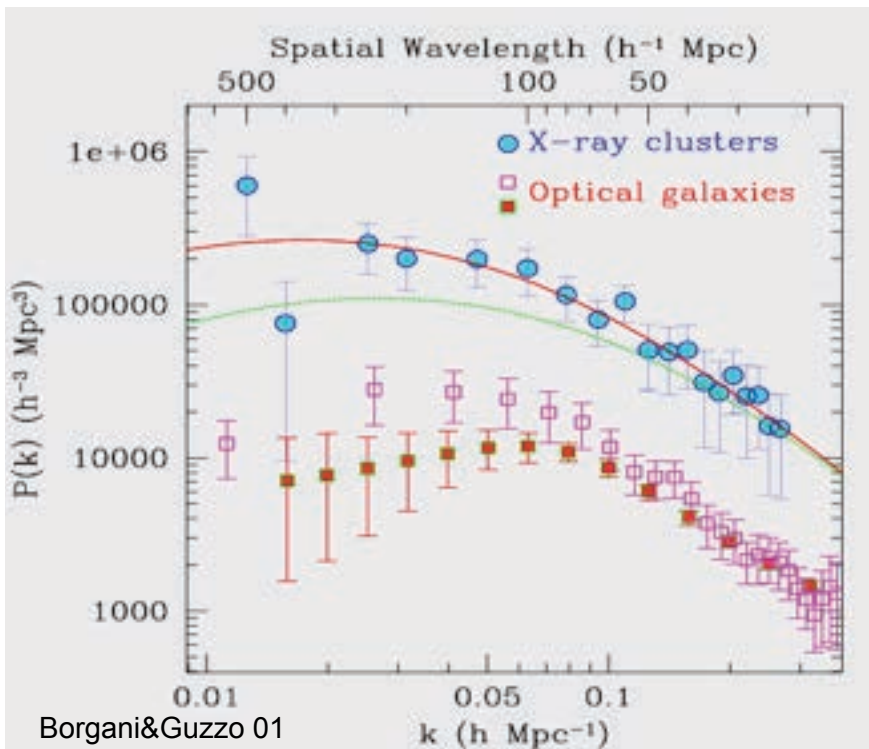 Spatial Wavelength (h⁻¹ Mpc)
500 100 50
1e+06
100000
10000
1000
P(k) (h⁻³ Mpc³)
X-ray clusters
Optical galaxies
0.01 0.05 0.1
k (h Mpc⁻¹)
Borgani&Guzzo 01